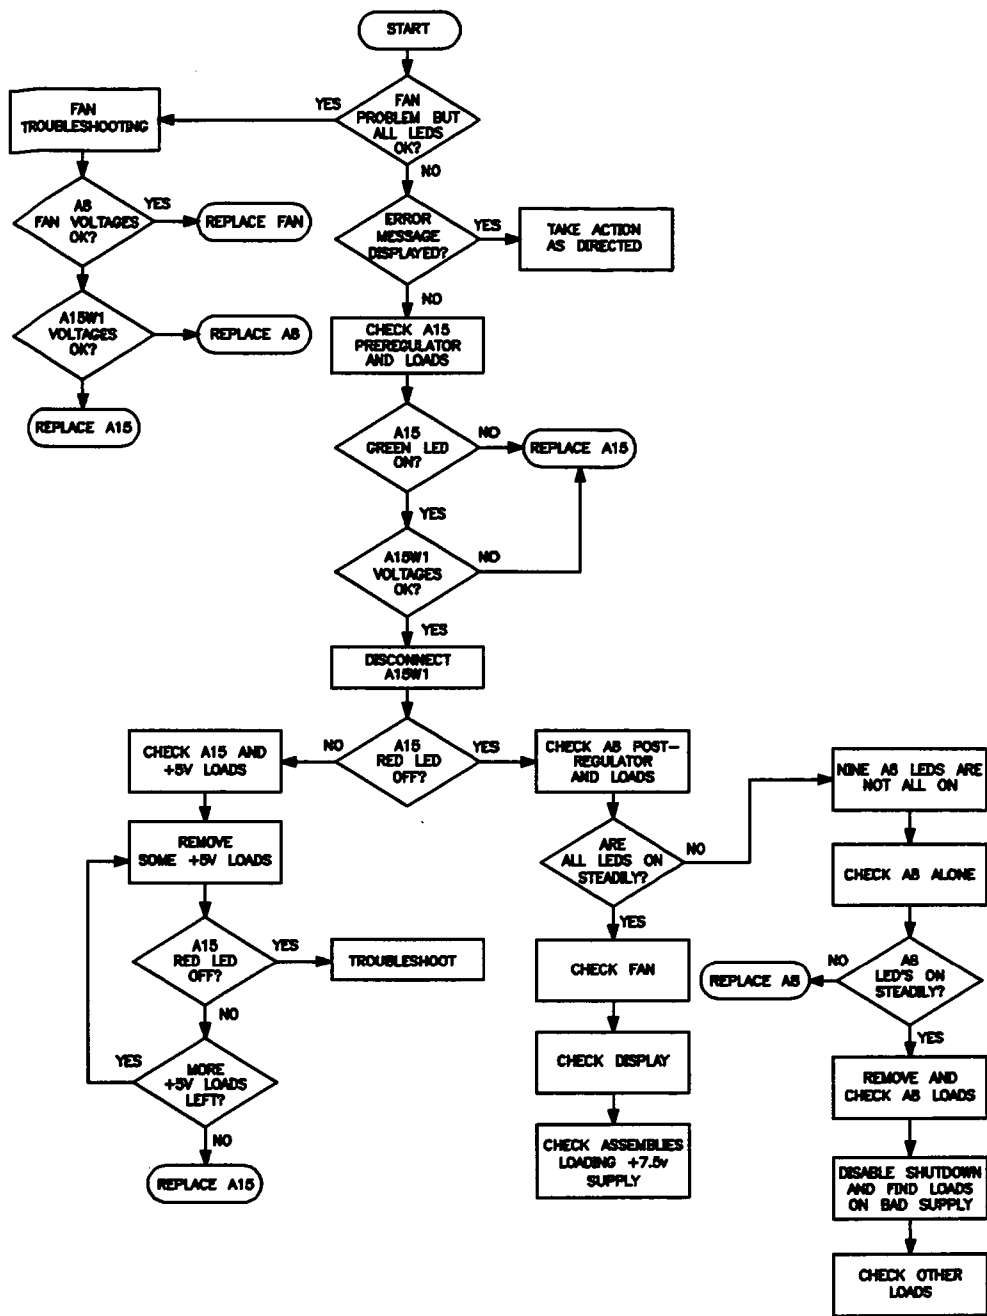 START
FAN
PROBLEM BUT
ALL LEDS
OK?
YES
NO
FAN
TROUBLESHOOTING
A8
FAN VOLTAGES
OK?
YES
REPLACE FAN
A15W1
VOLTAGES
OK?
REPLACE A8
REPLACE A15
ERROR
MESSAGE
DISPLAYED?
YES
TAKE ACTION
AS DIRECTED
NO
CHECK A15
PREREGULATOR
AND LOADS
A15
GREEN LED
ON?
NO
REPLACE A15
YES
A15W1
VOLTAGES
OK?
NO
YES
DISCONNECT
A15W1
A15
RED LED
OFF?
NO
YES
CHECK A15 AND
+5V LOADS
REMOVE
SOME +5V LOADS
A15
RED LED
OFF?
YES
TROUBLESHOOT
NO
MORE
+5V LOADS
LEFT?
YES
NO
REPLACE A15
CHECK A8 POST-
REGULATOR
AND LOADS
ARE
ALL LEDS ON
STEADILY?
NO
YES
CHECK FAN
CHECK DISPLAY
CHECK ASSEMBLIES
LOADING +7.5v
SUPPLY
NINE A8 LEDS ARE
NOT ALL ON
CHECK A8 ALONE
A8
LED'S ON
STEADILY?
NO
REPLACE A8
YES
REMOVE AND
CHECK A8 LOADS
DISABLE SHUTDOWN
AND FIND LOADS
ON BAD SUPPLY
CHECK OTHER
LOADS